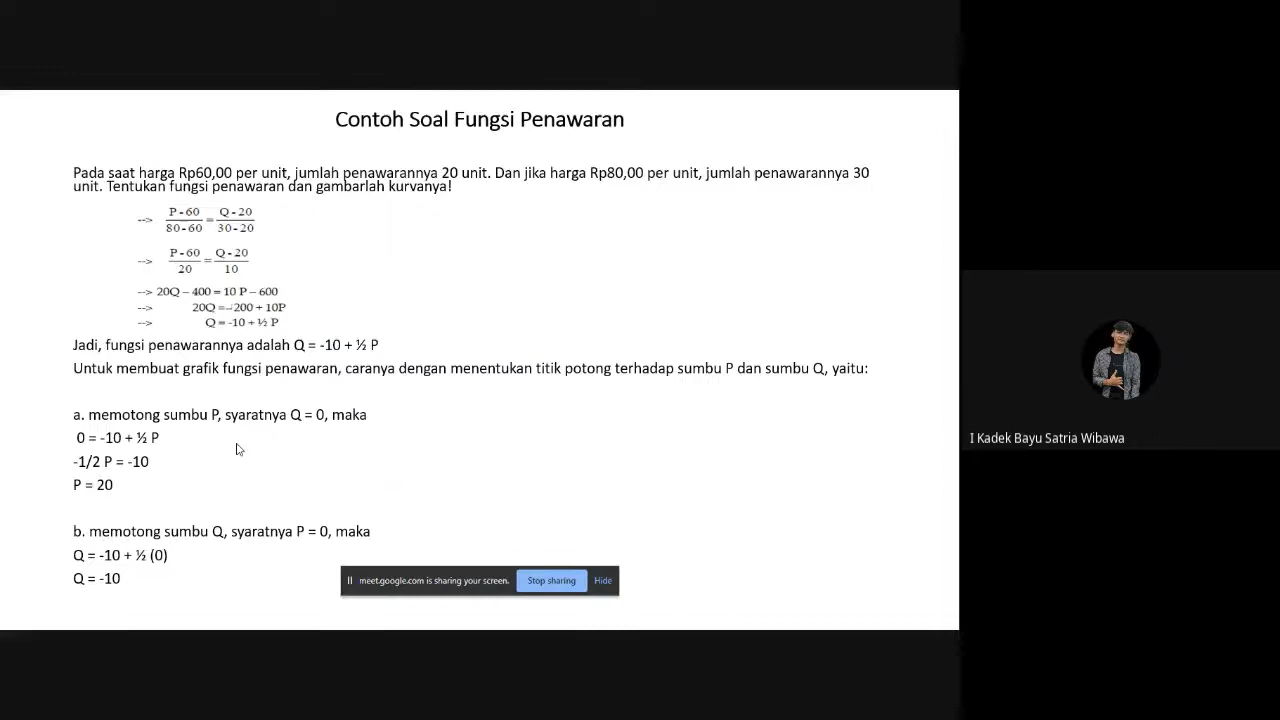 Contoh Soal Fungsi Penawaran
Pada saat harga Rp60,00 per unit, jumlah penawarannya 20 unit. Dan jika harga Rp80,00 per unit, jumlah penawarannya 30
unit. Tentukan fungsi penawaran dan gambarlah kurvanya!
--> P - 60 / 80 - 60 = Q - 20 / 30 - 20
--> P - 60 / 20 = Q - 20 / 10
--> 20Q – 400 = 10 P – 600
--> 20Q = -200 + 10P
--> Q = -10 + ½ P
Jadi, fungsi penawarannya adalah Q = -10 + ½ P
Untuk membuat grafik fungsi penawaran, caranya dengan menentukan titik potong terhadap sumbu P dan sumbu Q, yaitu:
a. memotong sumbu P, syaratnya Q = 0, maka
0 = -10 + ½ P
-1/2 P = -10
P = 20
b. memotong sumbu Q, syaratnya P = 0, maka
Q = -10 + ½ (0)
Q = -10
meet.google.com is sharing your screen. Stop sharing Hide
I Kadek Bayu Satria Wibawa